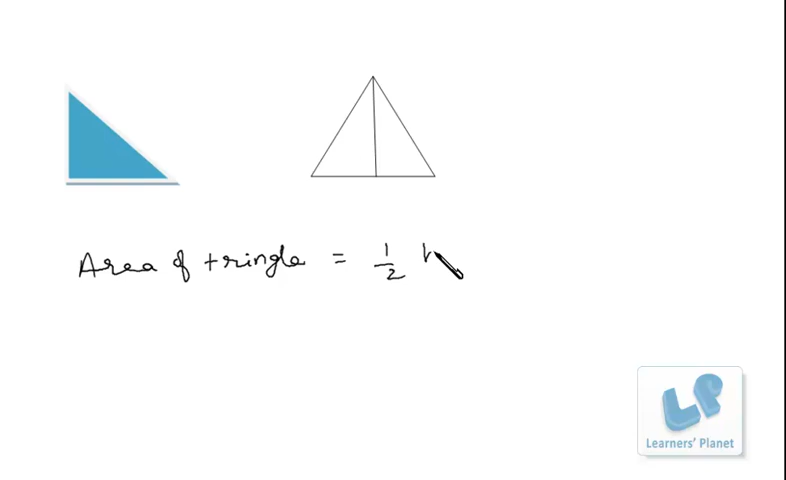 Area of tringle = 1/2
Learners' Planet